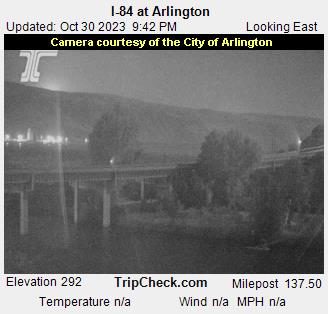 I-84 at Arlington
Updated: Oct 30 2023 9:42 PM Looking East
Camera courtesy of the City of Arlington
Elevation 292 TripCheck.com Milepost 137.50
Temperature n/a Wind n/a MPH n/a